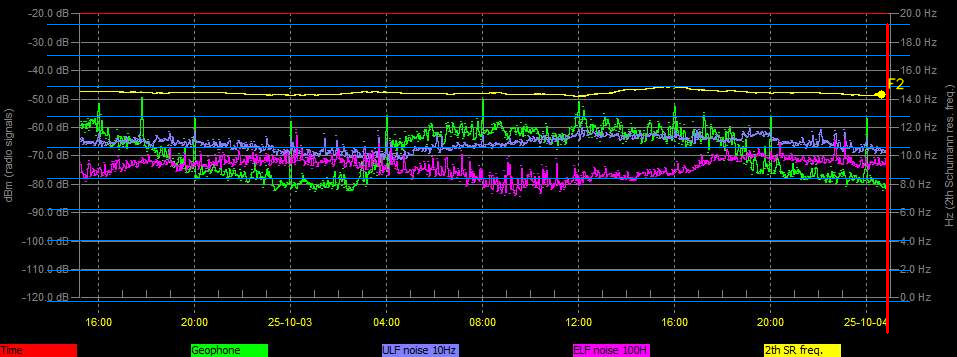 -20.0 dB 20.0 Hz
-30.0 dB 18.0 Hz
-40.0 dB 16.0 Hz
F2
-50.0 dB 14.0 Hz
-60.0 dB 12.0 Hz
-70.0 dB 10.0 Hz
-80.0 dB 8.0 Hz
-90.0 dB 6.0 Hz
-100.0 dB 4.0 Hz
-110.0 dB 2.0 Hz
-120.0 dB 0.0 Hz
dBm (radio signals)
Hz (2th Schumann res. freq.)
16:00 20:00 25-10-03 04:00 08:00 12:00 16:00 20:00 25-10-04
Time Geophone ULF noise 10Hz ELF noise 100H 2th SR freq.